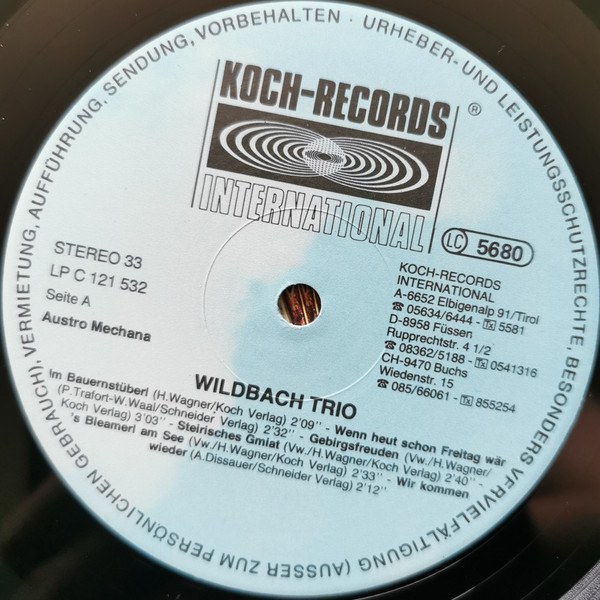 KOCH-RECORDS
®
INTERNATIONAL
LC 5680
STEREO 33
LP C 121 532
Seite A
Austro Mechana
KOCH-RECORDS
INTERNATIONAL
A-6652 Elbigenalp 91/Tirol
☎ 05634/6444 - Tx 5581
D-8958 Füssen
Rupprechtstr. 4 1/2
☎ 08362/5188 - Tx 0541316
CH-9470 Buchs
Wiedenstr. 15
☎ 085/66061 - Tx 855254
WILDBACH TRIO
Im Bauernstüberl (H.Wagner/Koch Verlag) 2'09" - Wenn heut schon Freitag wär
(P.Trafort-W.Waal/Schneider Verlag) 2'32" - Gebirgsfreuden (Vw./H.Wagner/
Koch Verlag) 3'03" - Steirisches Gmiat (Vw./H.Wagner/Koch Verlag) 2'40" -
's Bleamerl am See (Vw./H.Wagner/Koch Verlag) 2'33" - Wir kommen
wieder (A.Dissauer/Schneider Verlag) 2'12"
URHEBER- UND LEISTUNGSSCHUTZRECHTE, BESONDERS VERVIELFÄLTIGUNG (AUSSER ZUM PERSÖNLICHEN GEBRAUCH), VERMIETUNG, AUFFÜHRUNG, SENDUNG, VORBEHALTEN ·